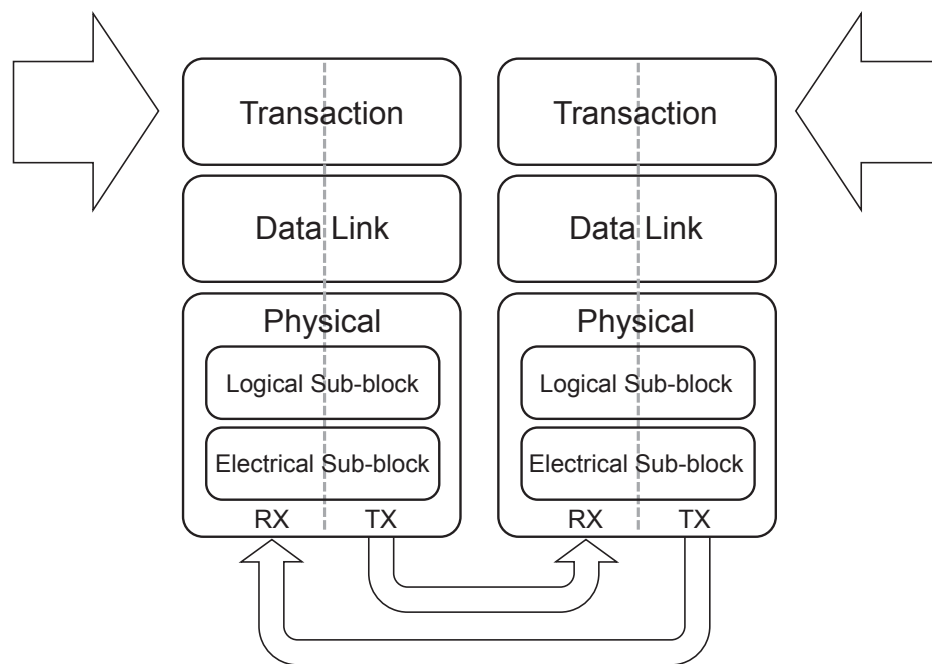 Transaction
Data Link
Physical
Logical Sub-block
Electrical Sub-block
RX TX
Transaction
Data Link
Physical
Logical Sub-block
Electrical Sub-block
RX TX